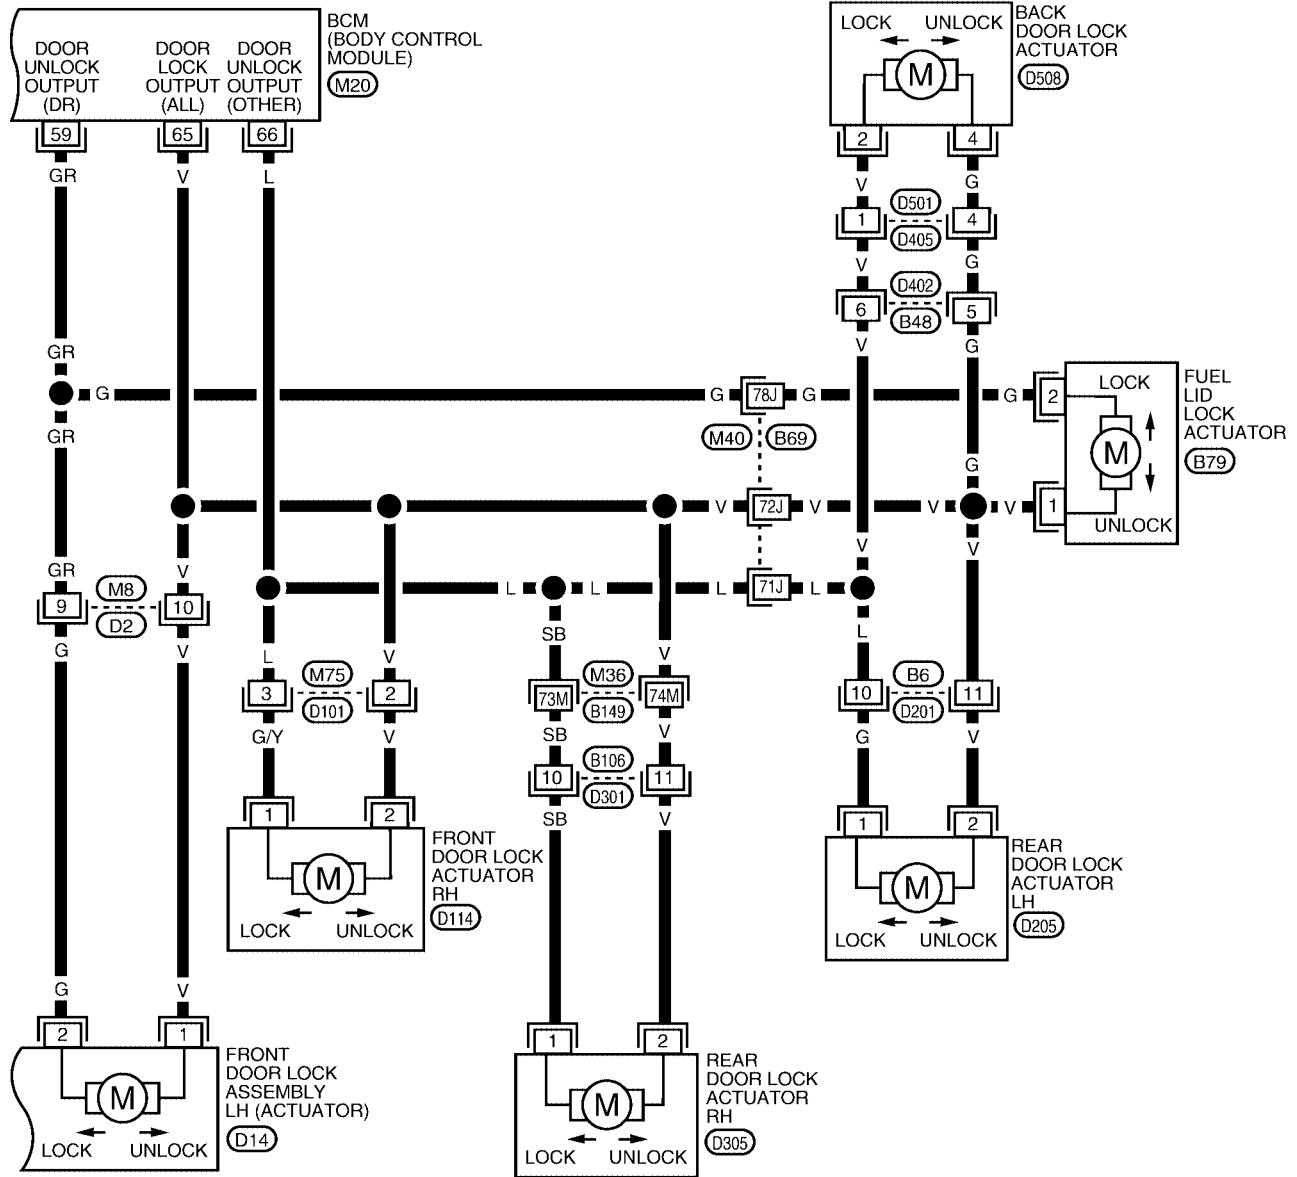 BCM
(BODY CONTROL
MODULE)
M20
DOOR
UNLOCK
OUTPUT
(DR)
DOOR
LOCK
OUTPUT
(ALL)
DOOR
UNLOCK
OUTPUT
(OTHER)
59
65
66
GR
V
L
LOCK
UNLOCK
M
BACK
DOOR LOCK
ACTUATOR
D508
2
4
V
G
1
D501
D405
4
V
G
6
D402
B48
5
V
G
GR
G
G
78J
G
G
2
GR
M40
B69
LOCK
M
UNLOCK
FUEL
LID
LOCK
ACTUATOR
B79
G
V
72J
V
V
V
1
V
V
GR
V
L
L
L
71J
L
9
M8
D2
10
G
V
L
V
SB
V
L
3
M75
D101
2
73M
M36
B149
74M
10
B6
D201
11
G/Y
V
SB
V
G
V
10
B106
D301
11
SB
V
1
2
M
LOCK
UNLOCK
FRONT
DOOR LOCK
ACTUATOR
RH
D114
1
2
M
LOCK
UNLOCK
REAR
DOOR LOCK
ACTUATOR
LH
D205
G
V
2
1
M
LOCK
UNLOCK
FRONT
DOOR LOCK
ASSEMBLY
LH (ACTUATOR)
D14
1
2
M
LOCK
UNLOCK
REAR
DOOR LOCK
ACTUATOR
RH
D305